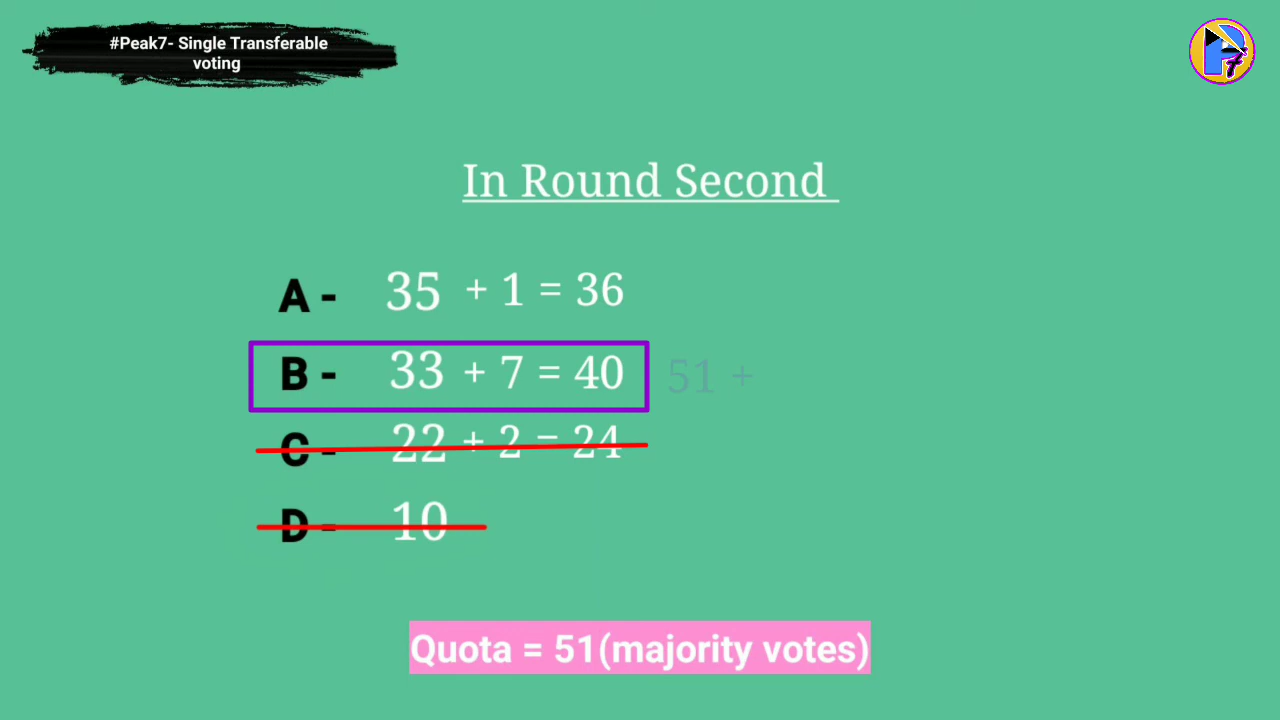 #Peak7- Single Transferable
voting
P7
In Round Second
A - 35 + 1 = 36
B - 33 + 7 = 40 51 +
C - 22 + 2 = 24
D - 10
Quota = 51(majority votes)